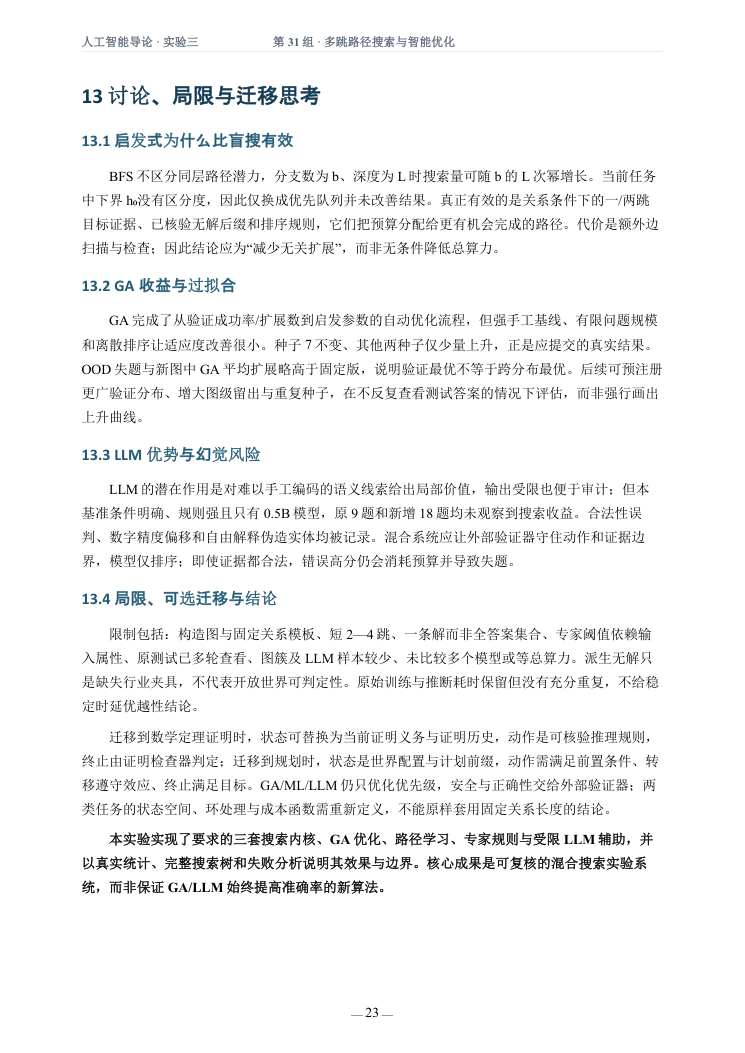 人工智能导论 · 实验三 第 31 组 · 多跳路径搜索与智能优化
13 讨论、局限与迁移思考
13.1 启发式为什么比盲搜有效
BFS 不区分同层路径潜力，分支数为 b、深度为 L 时搜索量可随 b 的 L 次幂增长。当前任务
中下界 h₀没有区分度，因此仅换成优先队列并未改善结果。真正有效的是关系条件下的一/两跳
目标证据、已核验无解后缀和排序规则，它们把预算分配给更有机会完成的路径。代价是额外边
扫描与检查；因此结论应为“减少无关扩展”，而非无条件降低总算力。
13.2 GA 收益与过拟合
GA 完成了从验证成功率/扩展数到启发参数的自动优化流程，但强手工基线、有限问题规模
和离散排序让适应度改善很小。种子 7 不变、其他两种子仅少量上升，正是应提交的真实结果。
OOD 失题与新图中 GA 平均扩展略高于固定版，说明验证最优不等于跨分布最优。后续可预注册
更广验证分布、增大图级留出与重复种子，在不反复查看测试答案的情况下评估，而非强行画出
上升曲线。
13.3 LLM 优势与幻觉风险
LLM 的潜在作用是对难以手工编码的语义线索给出局部价值，输出受限也便于审计；但本
基准条件明确、规则强且只有 0.5B 模型，原 9 题和新增 18 题均未观察到搜索收益。合法性误
判、数字精度偏移和自由解释伪造实体均被记录。混合系统应让外部验证器守住动作和证据边
界，模型仅排序；即使证据都合法，错误高分仍会消耗预算并导致失题。
13.4 局限、可选迁移与结论
限制包括：构造图与固定关系模板、短 2—4 跳、一条解而非全答案集合、专家阈值依赖输
入属性、原测试已多轮查看、图簇及 LLM 样本较少、未比较多个模型或等总算力。派生无解只
是缺失行业夹具，不代表开放世界可判定性。原始训练与推断耗时保留但没有充分重复，不给稳
定时延优越性结论。
迁移到数学定理证明时，状态可替换为当前证明义务与证明历史，动作是可核验推理规则，
终止由证明检查器判定；迁移到规划时，状态是世界配置与计划前缀，动作需满足前置条件、转
移遵守效应、终止满足目标。GA/ML/LLM 仍只优化优先级，安全与正确性交给外部验证器；两
类任务的状态空间、环处理与成本函数需重新定义，不能原样套用固定关系长度的结论。
本实验实现了要求的三套搜索内核、GA 优化、路径学习、专家规则与受限 LLM 辅助，并
以真实统计、完整搜索树和失败分析说明其效果与边界。核心成果是可复核的混合搜索实验系
统，而非保证 GA/LLM 始终提高准确率的新算法。
— 23 —